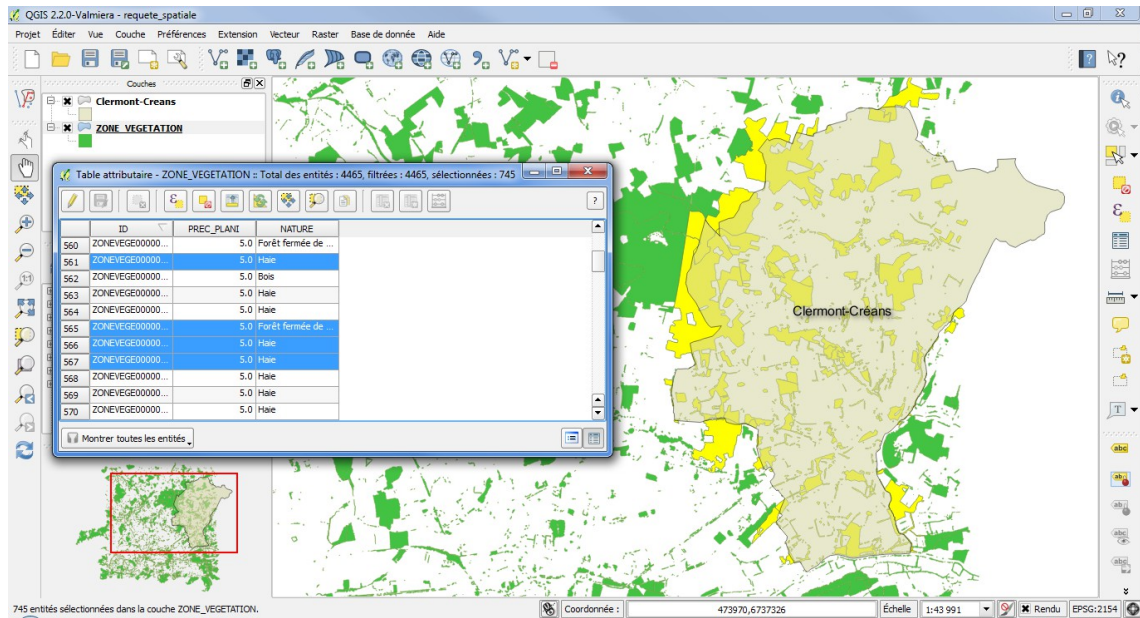 QGIS 2.2.0-Valmiera - requete_spatiale
Projet Éditer Vue Couche Préférences Extension Vecteur Raster Base de donnée Aide
Couches
Clermont-Creans
ZONE_VEGETATION
Table attributaire - ZONE_VEGETATION :: Total des entités : 4465, filtrées : 4465, sélectionnées : 745
ID PREC_PLANI NATURE
560 ZONEVEGE00000... 5.0 Forêt fermée de ...
561 ZONEVEGE00000... 5.0 Haie
562 ZONEVEGE00000... 5.0 Bois
563 ZONEVEGE00000... 5.0 Haie
564 ZONEVEGE00000... 5.0 Haie
565 ZONEVEGE00000... 5.0 Forêt fermée de ...
566 ZONEVEGE00000... 5.0 Haie
567 ZONEVEGE00000... 5.0 Haie
568 ZONEVEGE00000... 5.0 Haie
569 ZONEVEGE00000... 5.0 Haie
570 ZONEVEGE00000... 5.0 Haie
Montrer toutes les entités
Clermont-Créans
745 entités sélectionnées dans la couche ZONE_VEGETATION.
Coordonnée : 473970,6737326 Échelle 1:43 991 Rendu EPSG:2154